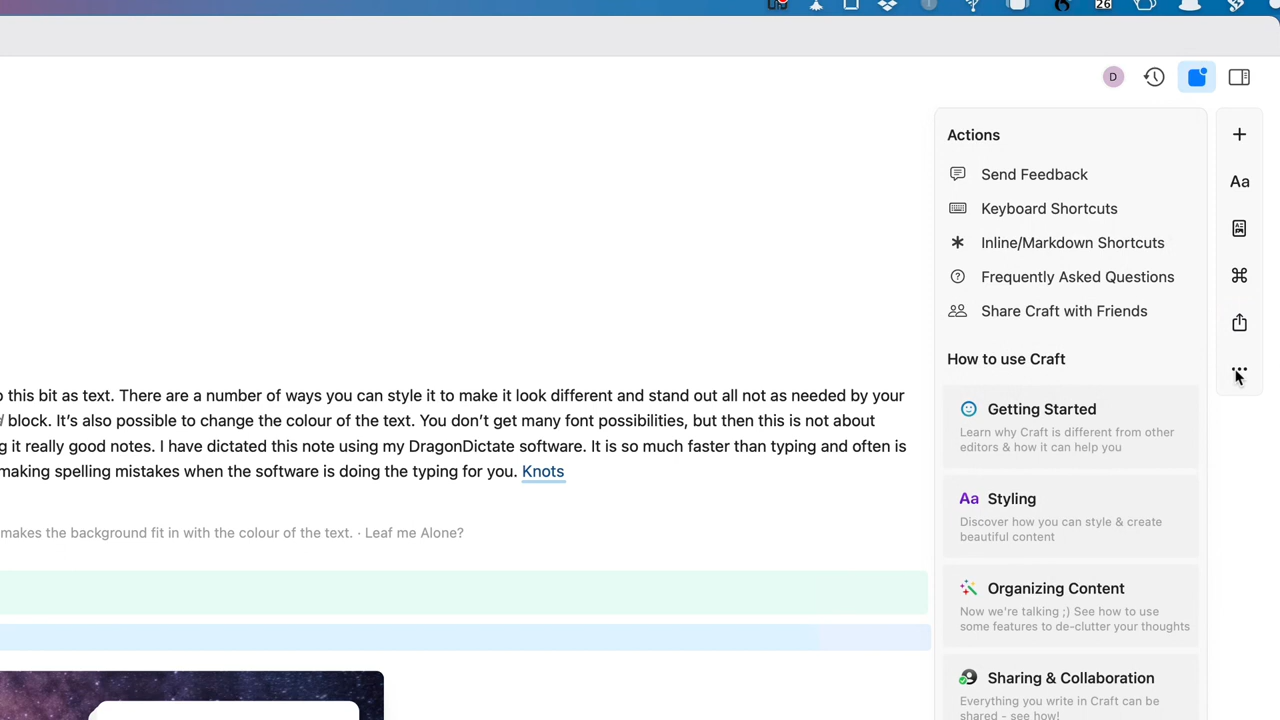 26
D
Actions
Send Feedback
Aa
Keyboard Shortcuts
Inline/Markdown Shortcuts
Frequently Asked Questions
Share Craft with Friends
How to use Craft
this bit as text. There are a number of ways you can style it to make it look different and stand out all not as needed by your
block. It’s also possible to change the colour of the text. You don’t get many font possibilities, but then this is not about
it really good notes. I have dictated this note using my DragonDictate software. It is so much faster than typing and often is
making spelling mistakes when the software is doing the typing for you. Knots
makes the background fit in with the colour of the text. · Leaf me Alone?
Getting Started
Learn why Craft is different from other
editors & how it can help you
Aa Styling
Discover how you can style & create
beautiful content
Organizing Content
Now we're talking ;) See how to use
some features to de-clutter your thoughts
Sharing & Collaboration
Everything you write in Craft can be
shared - see how!